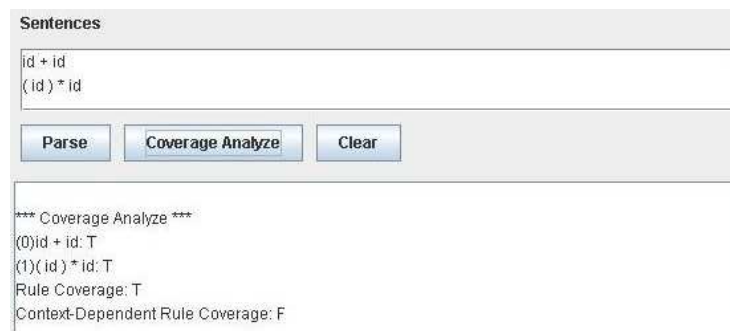 Sentences
id + id
( id ) * id
Parse Coverage Analyze Clear
*** Coverage Analyze ***
(0)id + id: T
(1)( id ) * id: T
Rule Coverage: T
Context-Dependent Rule Coverage: F